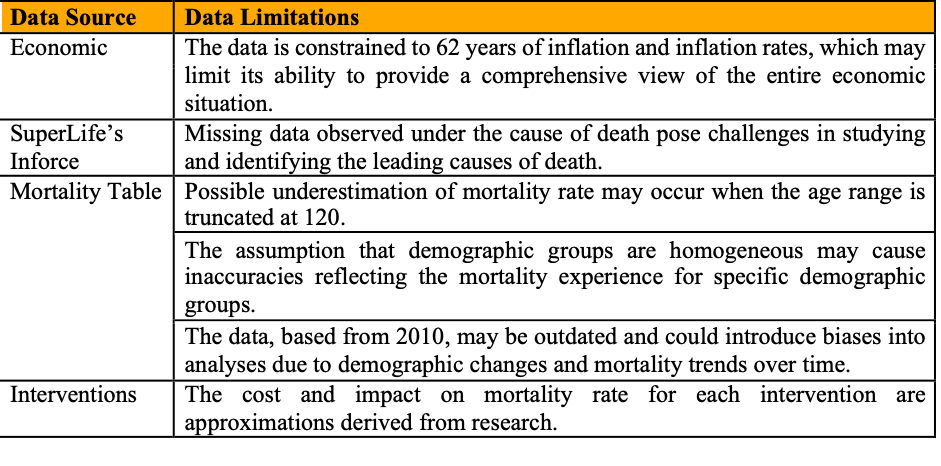 Data Source Data Limitations
Economic The data is constrained to 62 years of inflation and inflation rates, which may
limit its ability to provide a comprehensive view of the entire economic
situation.
SuperLife’s Missing data observed under the cause of death pose challenges in studying
Inforce and identifying the leading causes of death.
Mortality Table Possible underestimation of mortality rate may occur when the age range is
truncated at 120.
The assumption that demographic groups are homogeneous may cause
inaccuracies reflecting the mortality experience for specific demographic
groups.
The data, based from 2010, may be outdated and could introduce biases into
analyses due to demographic changes and mortality trends over time.
Interventions The cost and impact on mortality rate for each intervention are
approximations derived from research.